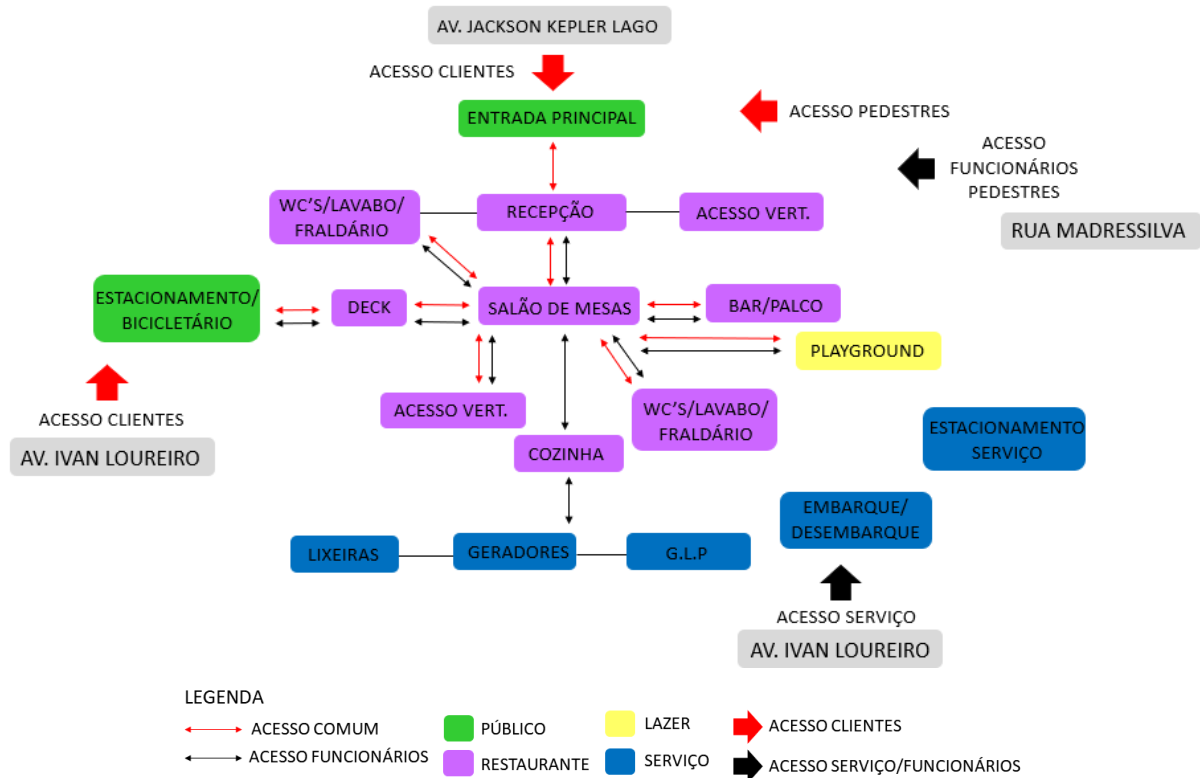 AV. JACKSON KEPLER LAGO
ACESSO CLIENTES
ENTRADA PRINCIPAL
ACESSO PEDESTRES
ACESSO
FUNCIONÁRIOS
PEDESTRES
RUA MADRESSILVA
WC'S/LAVABO/
FRALDÁRIO
RECEPÇÃO
ACESSO VERT.
ESTACIONAMENTO/
BICICLETÁRIO
DECK
SALÃO DE MESAS
BAR/PALCO
PLAYGROUND
ACESSO CLIENTES
AV. IVAN LOUREIRO
ACESSO VERT.
WC'S/LAVABO/
FRALDÁRIO
COZINHA
ESTACIONAMENTO
SERVIÇO
EMBARQUE/
DESEMBARQUE
LIXEIRAS
GERADORES
G.L.P
ACESSO SERVIÇO
AV. IVAN LOUREIRO
LEGENDA
ACESSO COMUM
ACESSO FUNCIONÁRIOS
PÚBLICO
RESTAURANTE
LAZER
SERVIÇO
ACESSO CLIENTES
ACESSO SERVIÇO/FUNCIONÁRIOS